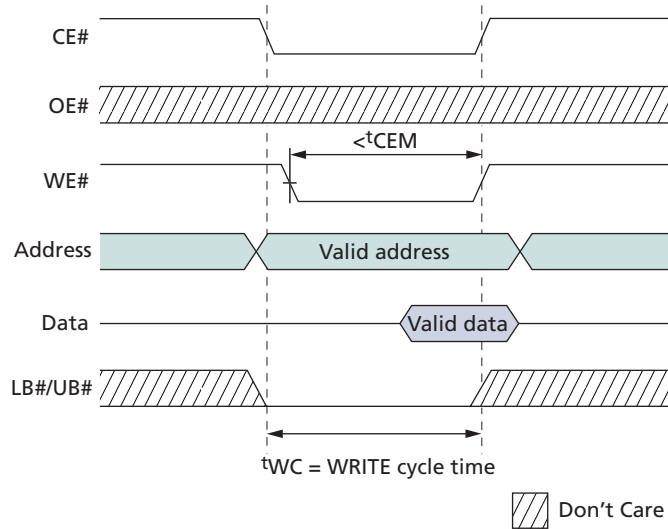 CE#
OE#
<tCEM
WE#
Address
Valid address
Data
Valid data
LB#/UB#
tWC = WRITE cycle time
Don't Care